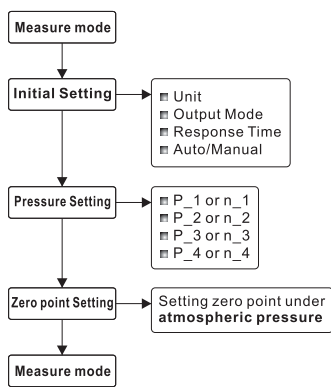 Measure mode
Initial Setting
Unit
Output Mode
Response Time
Auto/Manual
Pressure Setting
P_1 or n_1
P_2 or n_2
P_3 or n_3
P_4 or n_4
Zero point Setting
Setting zero point under
atmospheric pressure
Measure mode